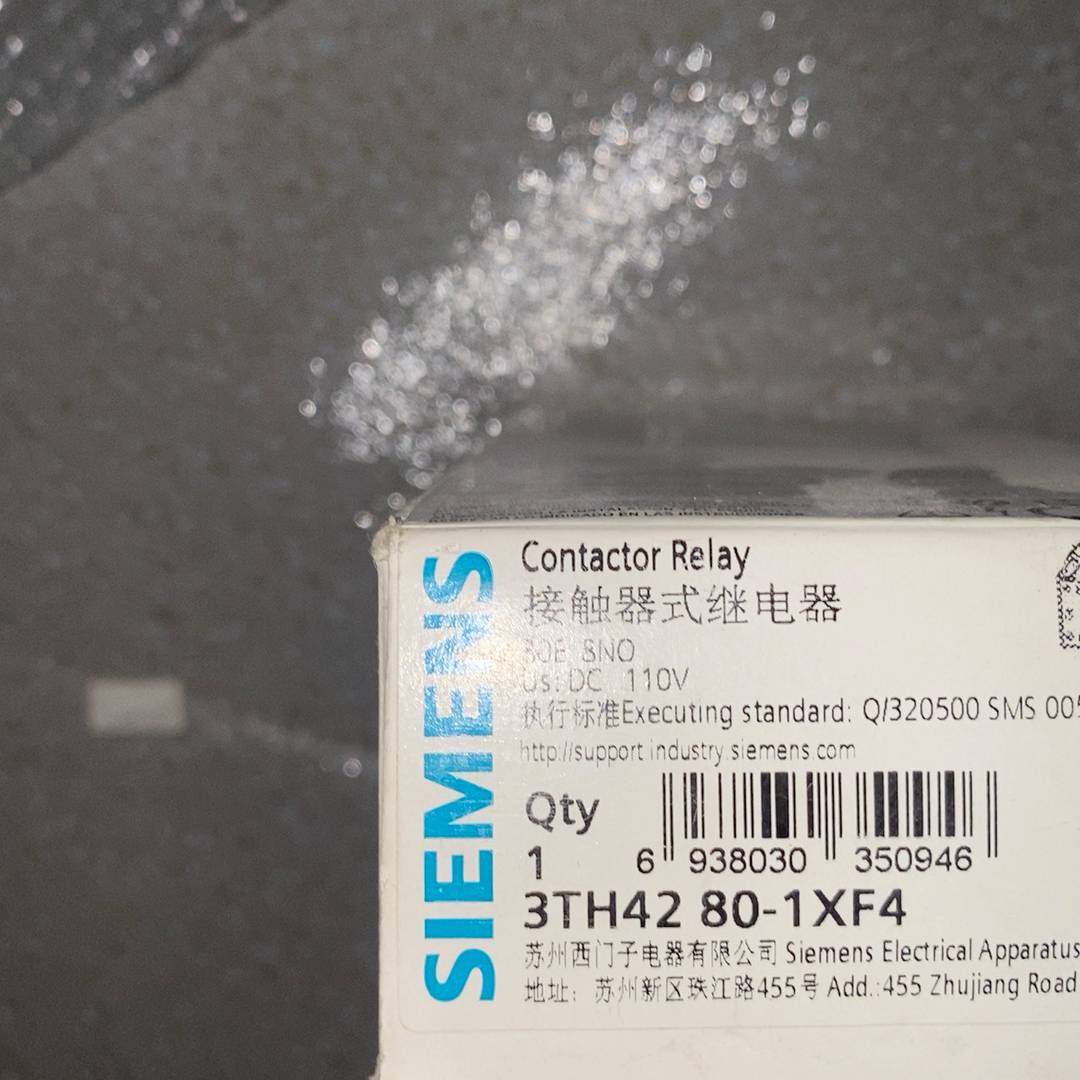 SIEMENS
Contactor Relay
接触器式继电器
80E 8NO
Us: DC 110V
执行标准Executing standard: Q/320500 SMS 005
http://support.industry.siemens.com
Qty
1
6 938030 350946
3TH42 80-1XF4
苏州西门子电器有限公司 Siemens Electrical Apparatus
地址: 苏州新区珠江路455号 Add.:455 Zhujiang Road